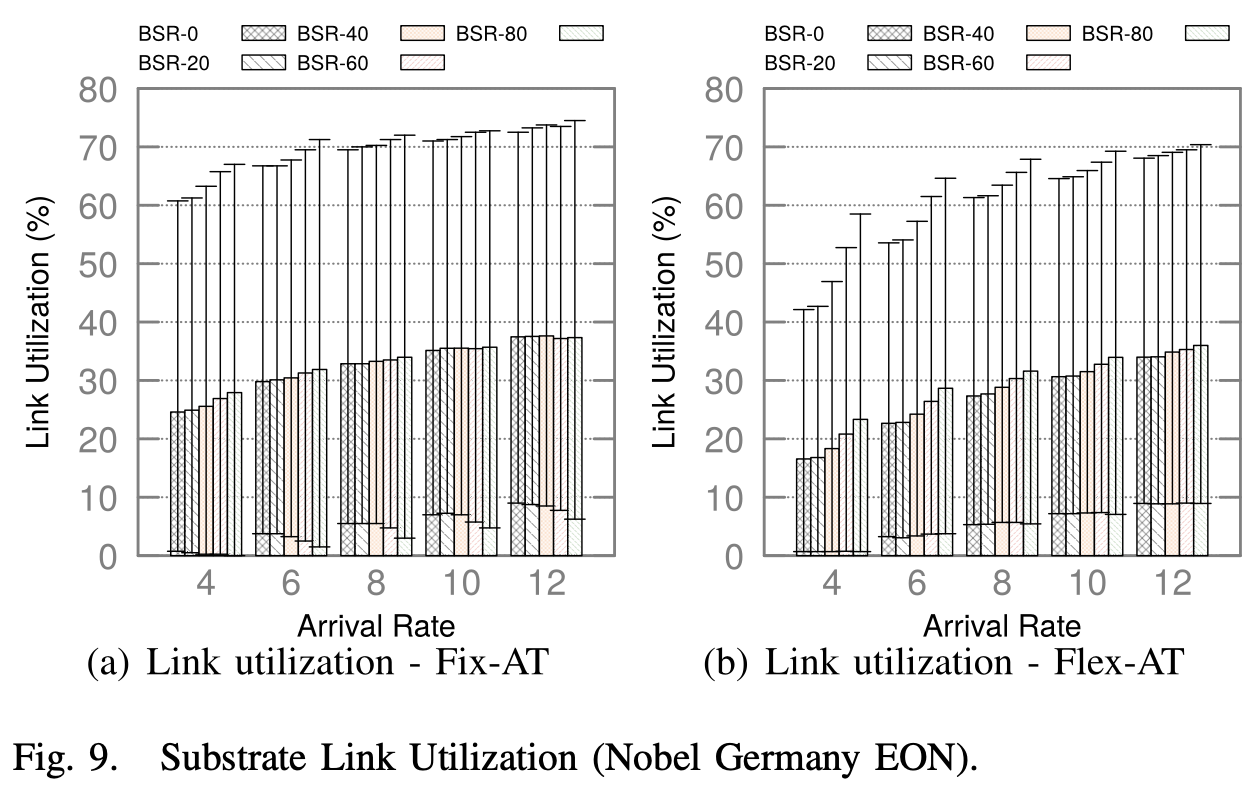 BSR-0 BSR-40 BSR-80
BSR-20 BSR-60
80
70
60
50
40
30
20
10
0
Link Utilization (%)
4 6 8 10 12
Arrival Rate
(a) Link utilization - Fix-AT
BSR-0 BSR-40 BSR-80
BSR-20 BSR-60
80
70
60
50
40
30
20
10
0
Link Utilization (%)
4 6 8 10 12
Arrival Rate
(b) Link utilization - Flex-AT
Fig. 9. Substrate Link Utilization (Nobel Germany EON).